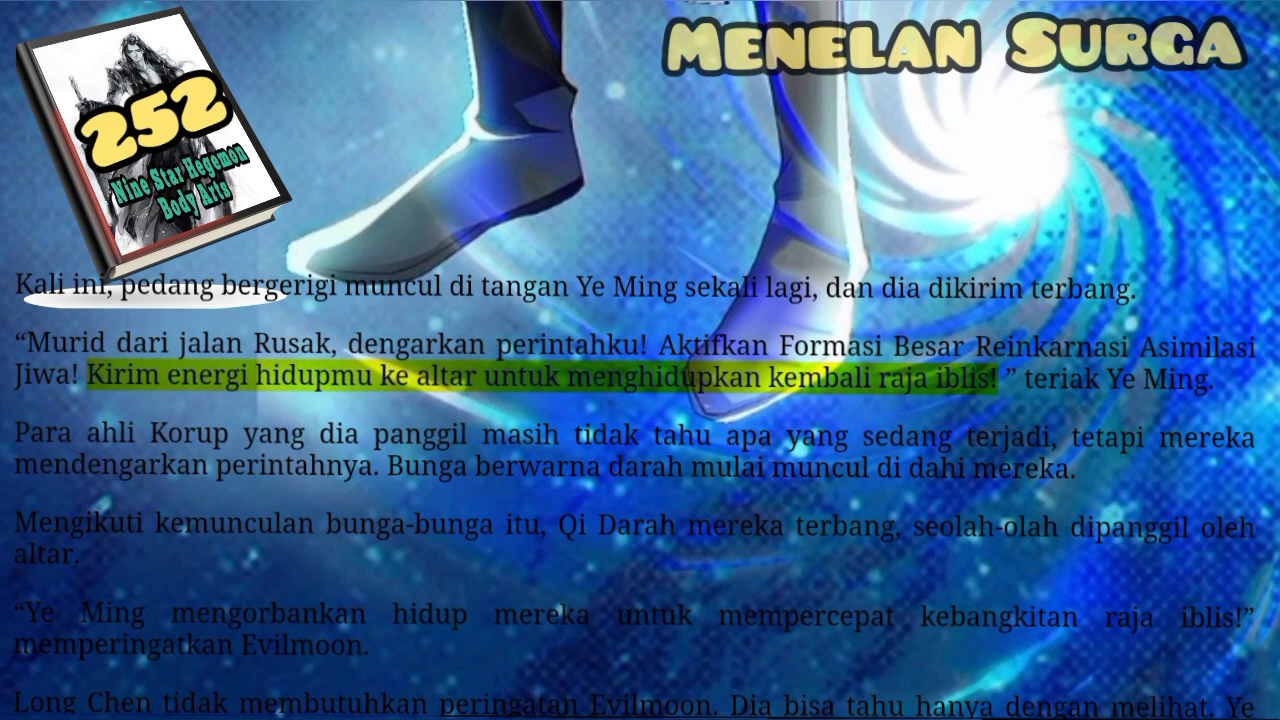 MENELAN SURGA
252
Nine Star Hegemon
Body Arts
Kali ini, pedang bergerigi muncul di tangan Ye Ming sekali lagi, dan dia dikirim terbang.
“Murid dari jalan Rusak, dengarkan perintahku! Aktifkan Formasi Besar Reinkarnasi Asimilasi
Jiwa! Kirim energi hidupmu ke altar untuk menghidupkan kembali raja iblis! ” teriak Ye Ming.
Para ahli Korup yang dia panggil masih tidak tahu apa yang sedang terjadi, tetapi mereka
mendengarkan perintahnya. Bunga berwarna darah mulai muncul di dahi mereka.
Mengikuti kemunculan bunga-bunga itu, Qi Darah mereka terbang, seolah-olah dipanggil oleh
altar.
“Ye Ming mengorbankan hidup mereka untuk mempercepat kebangkitan raja iblis!”
memperingatkan Evilmoon.
Long Chen tidak membutuhkan peringatan Evilmoon. Dia bisa tahu hanya dengan melihat. Ye